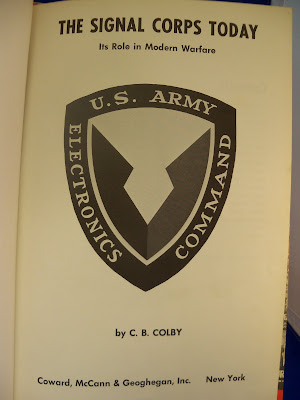 THE SIGNAL CORPS TODAY
Its Role in Modern Warfare
U.S. ARMY
ELECTRONICS
COMMAND
by C. B. COLBY
Coward, McCann & Geoghegan, Inc. New York